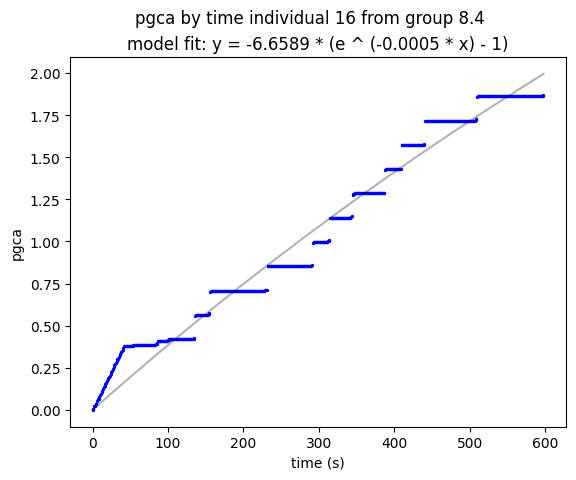 pgca by time individual 16 from group 8.4
model fit: y = -6.6589 * (e ^ (-0.0005 * x) - 1)
2.00
1.75
1.50
1.25
1.00
0.75
0.50
0.25
0.00
pgca
0 100 200 300 400 500 600
time (s)